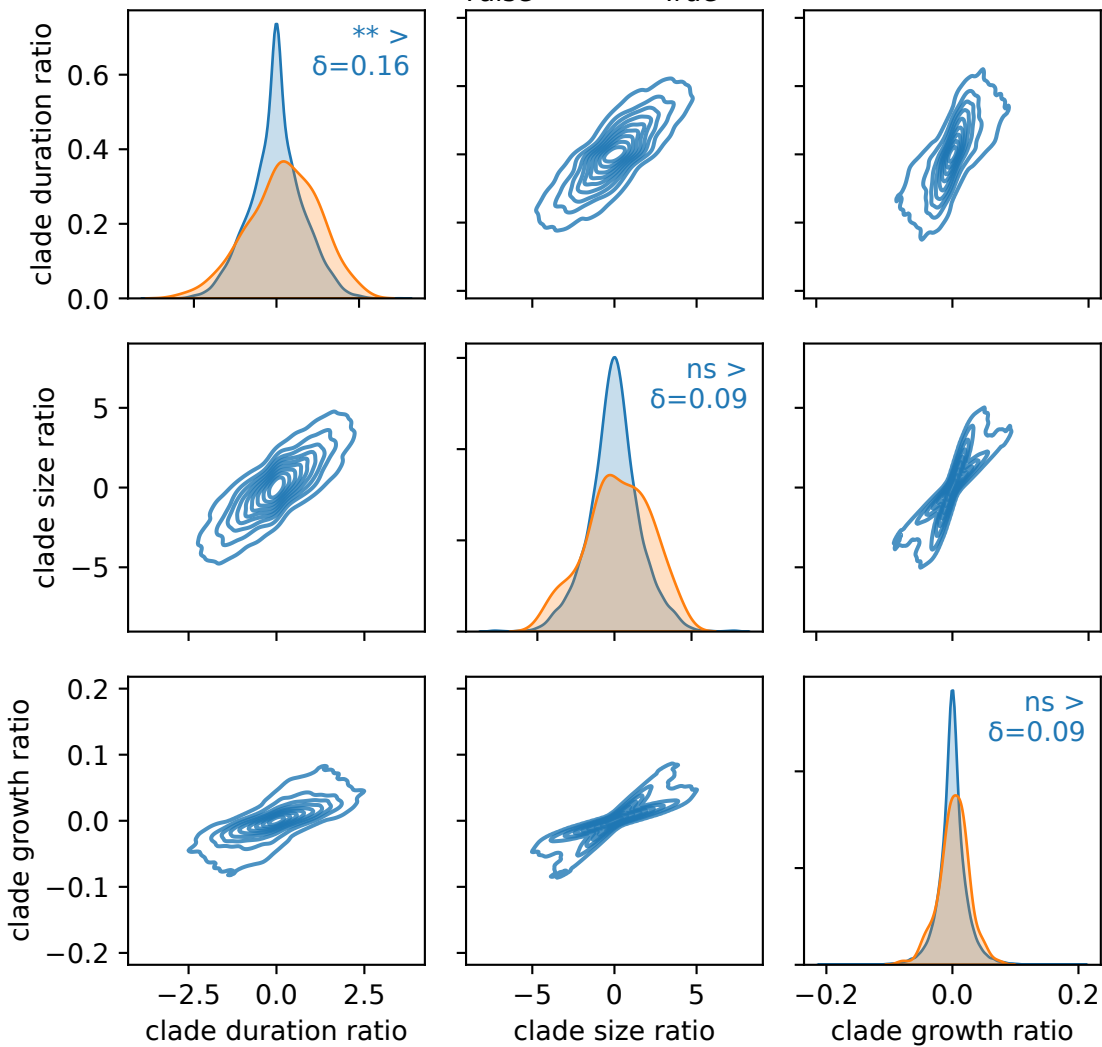 ** >
δ=0.16
clade duration ratio
0.6
0.4
0.2
0.0
ns >
δ=0.09
clade size ratio
5
0
−5
ns >
δ=0.09
clade growth ratio
0.2
0.1
0.0
−0.1
−0.2
−2.5 0.0 2.5
−5 0 5
−0.2 0.0 0.2
clade duration ratio
clade size ratio
clade growth ratio